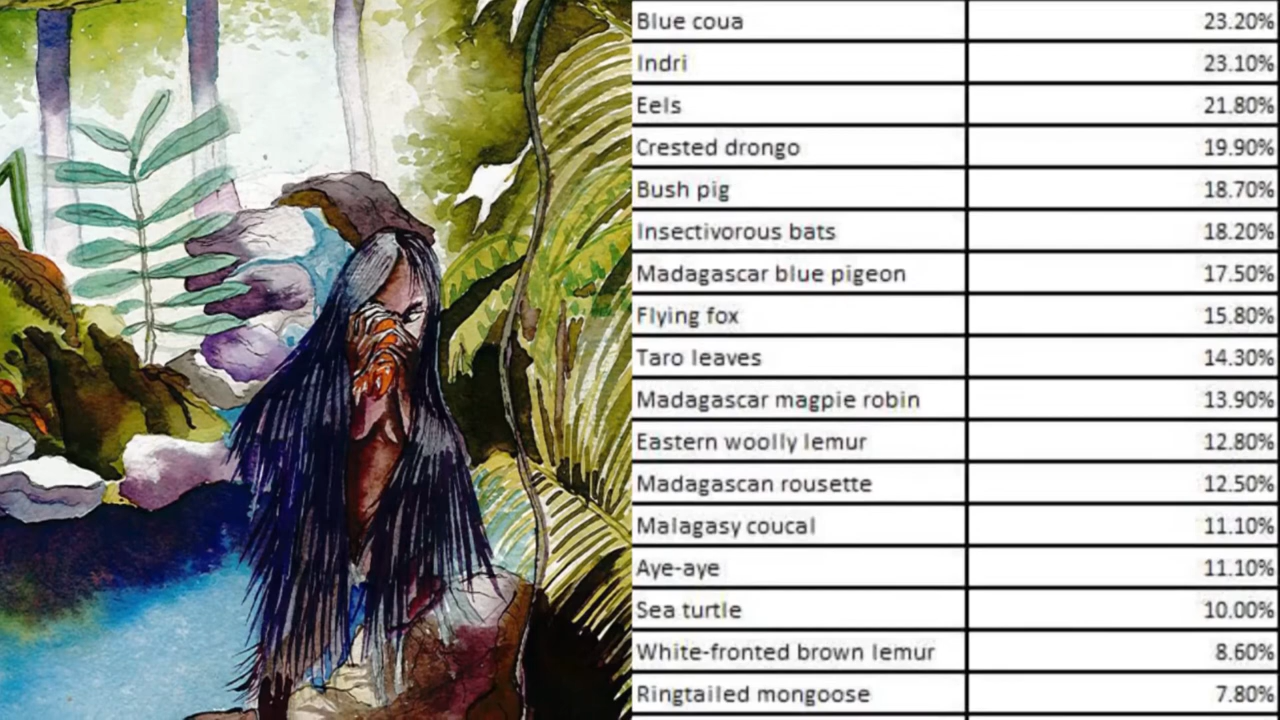 Blue coua 23.20%
Indri 23.10%
Eels 21.80%
Crested drongo 19.90%
Bush pig 18.70%
Insectivorous bats 18.20%
Madagascar blue pigeon 17.50%
Flying fox 15.80%
Taro leaves 14.30%
Madagascar magpie robin 13.90%
Eastern woolly lemur 12.80%
Madagascan rousette 12.50%
Malagasy coucal 11.10%
Aye-aye 11.10%
Sea turtle 10.00%
White-fronted brown lemur 8.60%
Ringtailed mongoose 7.80%